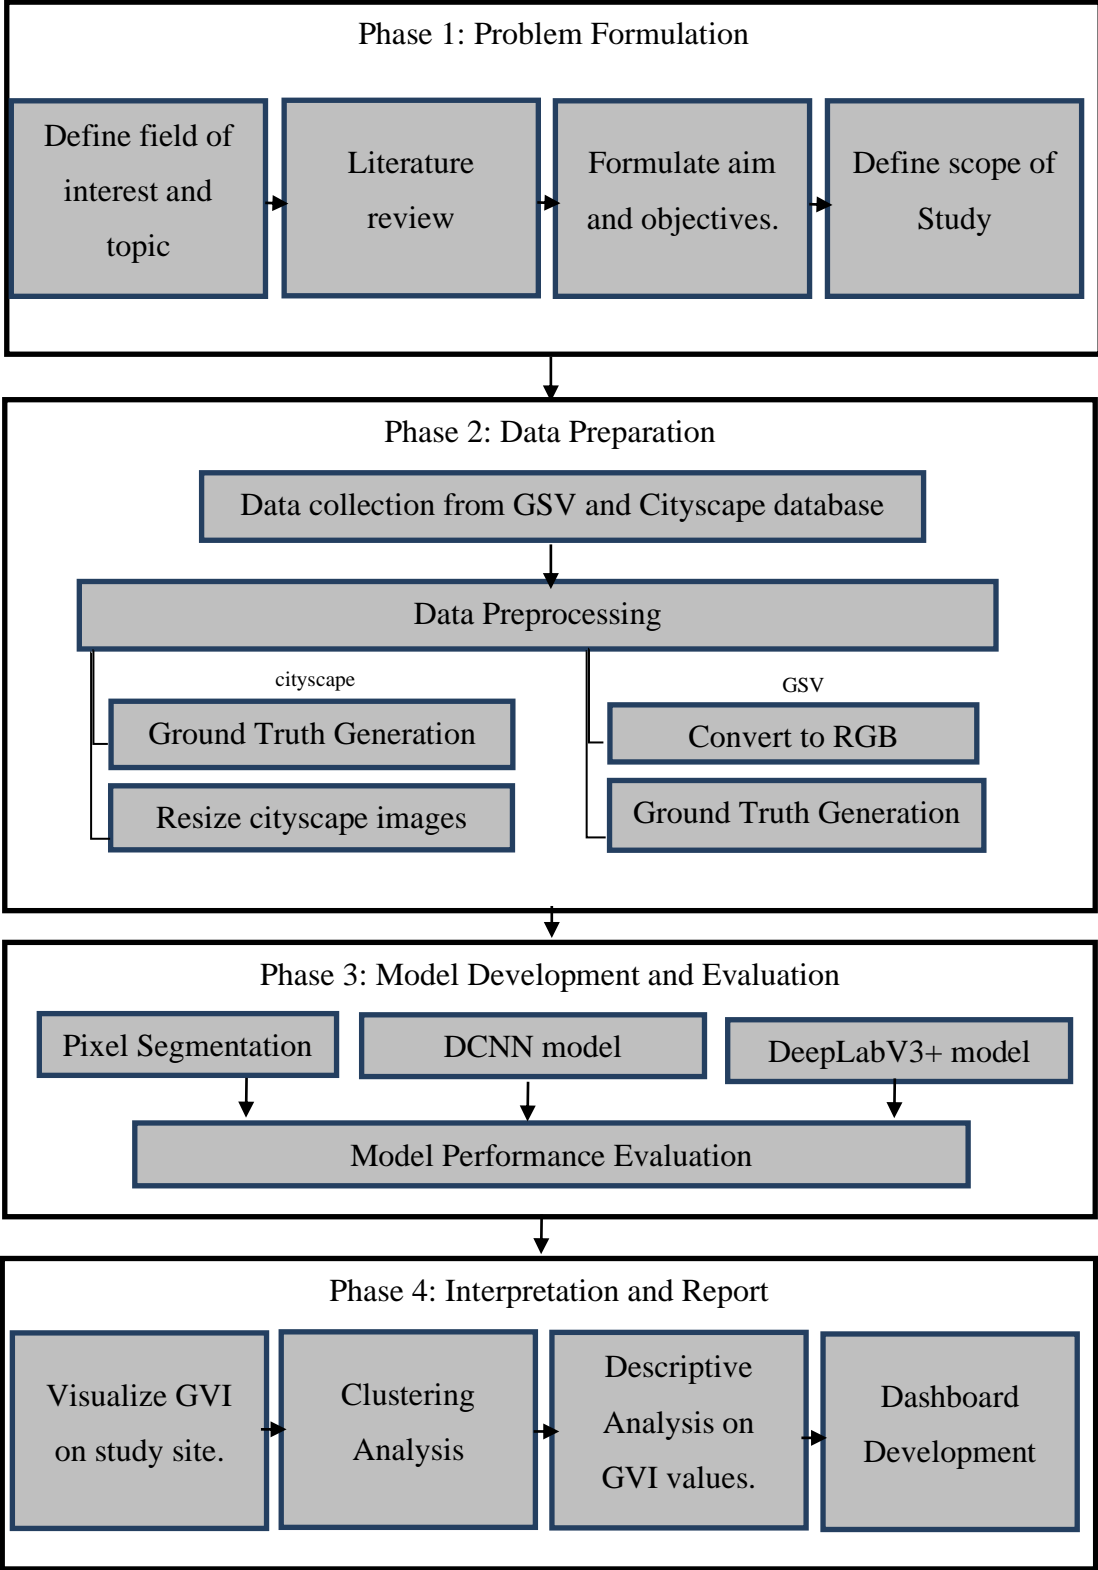 Phase 1: Problem Formulation
Define field of
interest and
topic
Literature
review
Formulate aim
and objectives.
Define scope of
Study
Phase 2: Data Preparation
Data collection from GSV and Cityscape database
Data Preprocessing
cityscape
Ground Truth Generation
Resize cityscape images
GSV
Convert to RGB
Ground Truth Generation
Phase 3: Model Development and Evaluation
Pixel Segmentation
DCNN model
DeepLabV3+ model
Model Performance Evaluation
Phase 4: Interpretation and Report
Visualize GVI
on study site.
Clustering
Analysis
Descriptive
Analysis on
GVI values.
Dashboard
Development